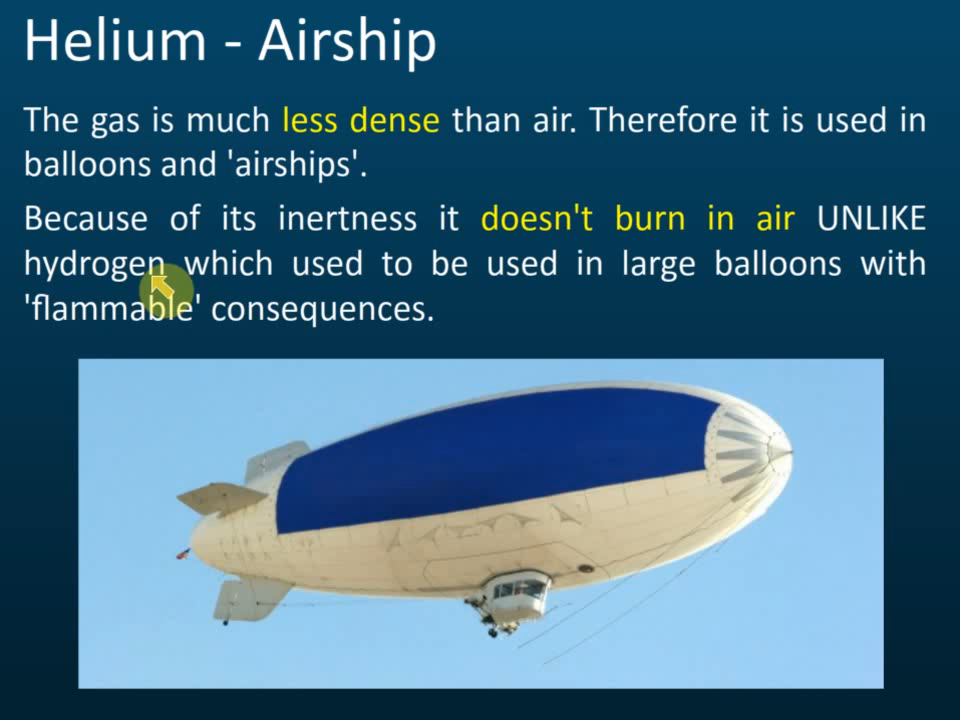 Helium - Airship
The gas is much less dense than air. Therefore it is used in
balloons and 'airships'.
Because of its inertness it doesn't burn in air UNLIKE
hydrogen which used to be used in large balloons with
'flammable' consequences.